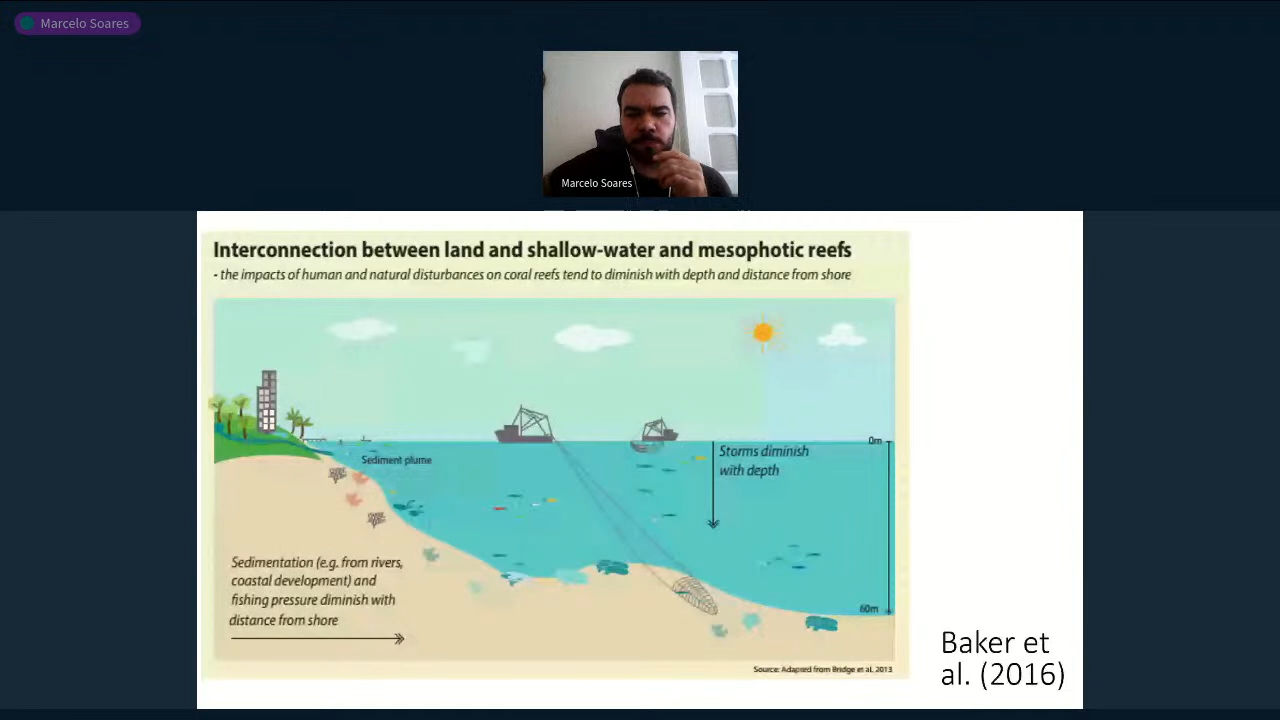 Marcelo Soares
Marcelo Soares
Interconnection between land and shallow-water and mesophotic reefs
- the impacts of human and natural disturbances on coral reefs tend to diminish with depth and distance from shore
0m
Storms diminish
with depth
Sediment plume
Sedimentation (e.g. from rivers,
coastal development) and
fishing pressure diminish with
distance from shore
60m
Source: Adapted from Bridge et al. 2013
Baker et
al. (2016)